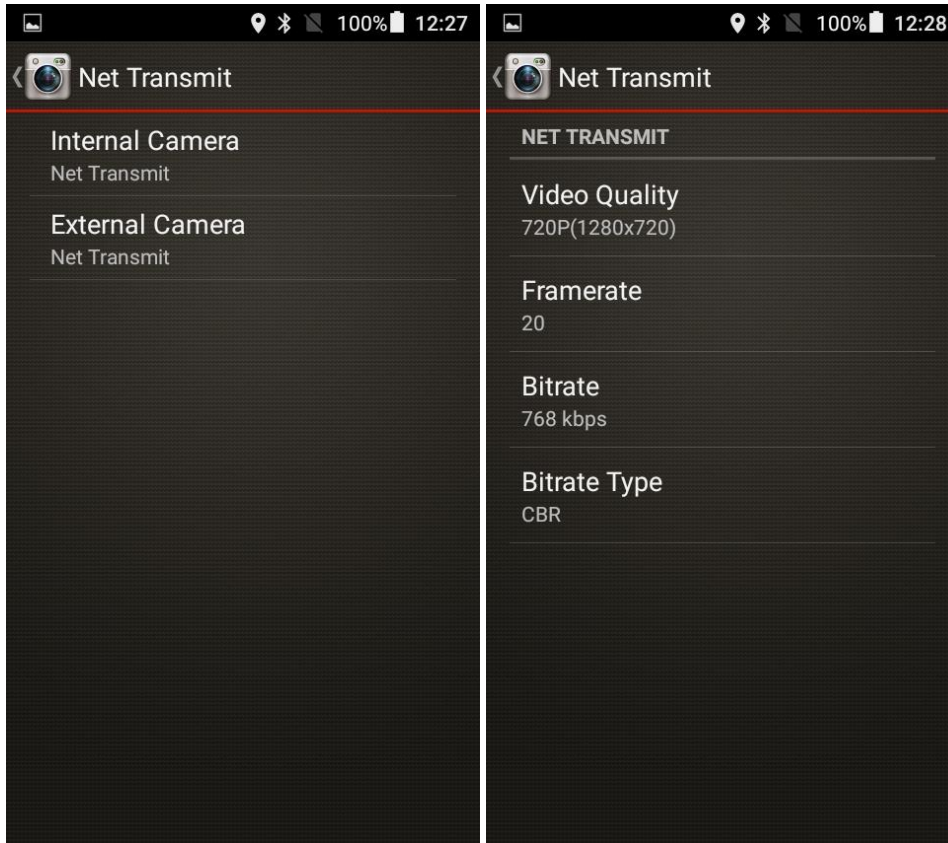 100% 12:27
Net Transmit
Internal Camera
Net Transmit
External Camera
Net Transmit
100% 12:28
Net Transmit
NET TRANSMIT
Video Quality
720P(1280x720)
Framerate
20
Bitrate
768 kbps
Bitrate Type
CBR